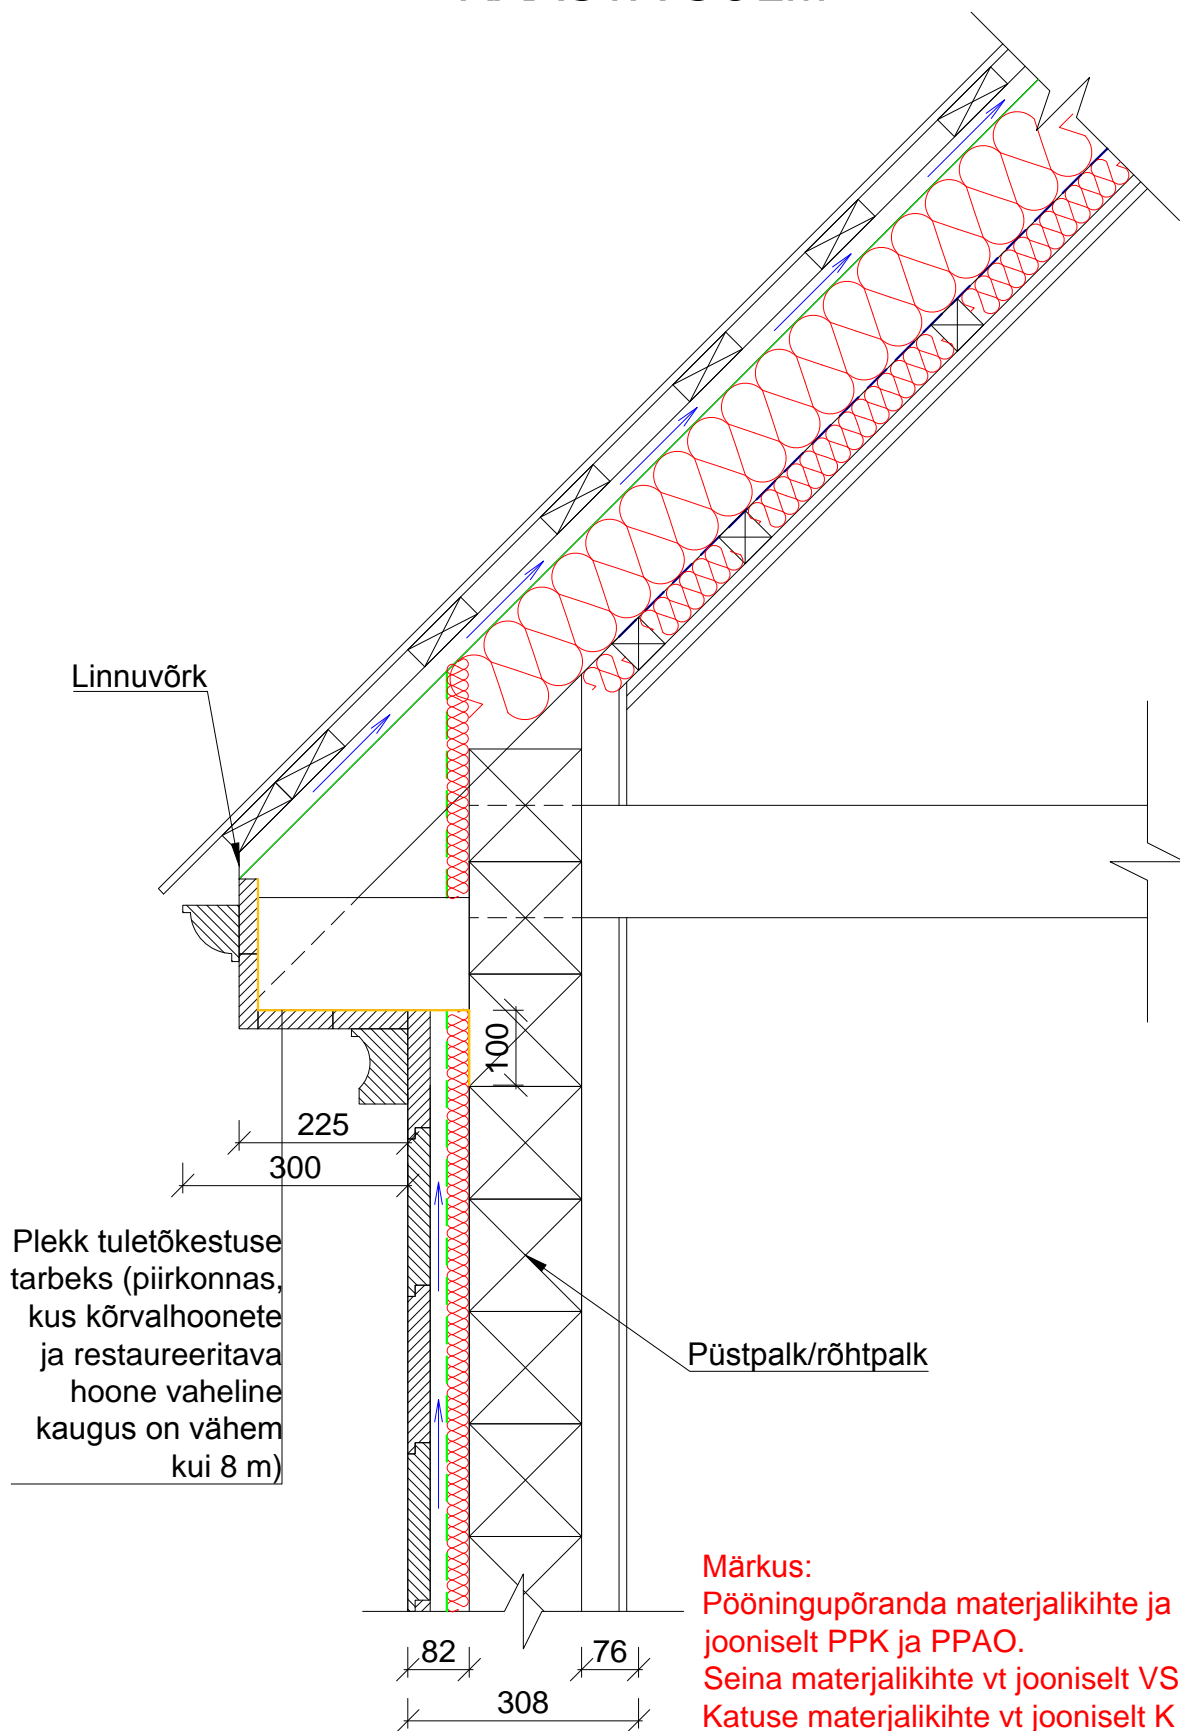 Linnuvõrk
100
225
300
Plekk tuletõkestuse
tarbeks (piirkonnas,
kus kõrvalhoonete
ja restaureeritava
hoone vaheline
kaugus on vähem
kui 8 m)
Püstpalk/rõhtpalk
Märkus:
Pööningupõranda materjalikihte ja
jooniselt PPK ja PPAO.
Seina materjalikihte vt jooniselt VS
Katuse materjalikihte vt jooniselt K
82
76
308